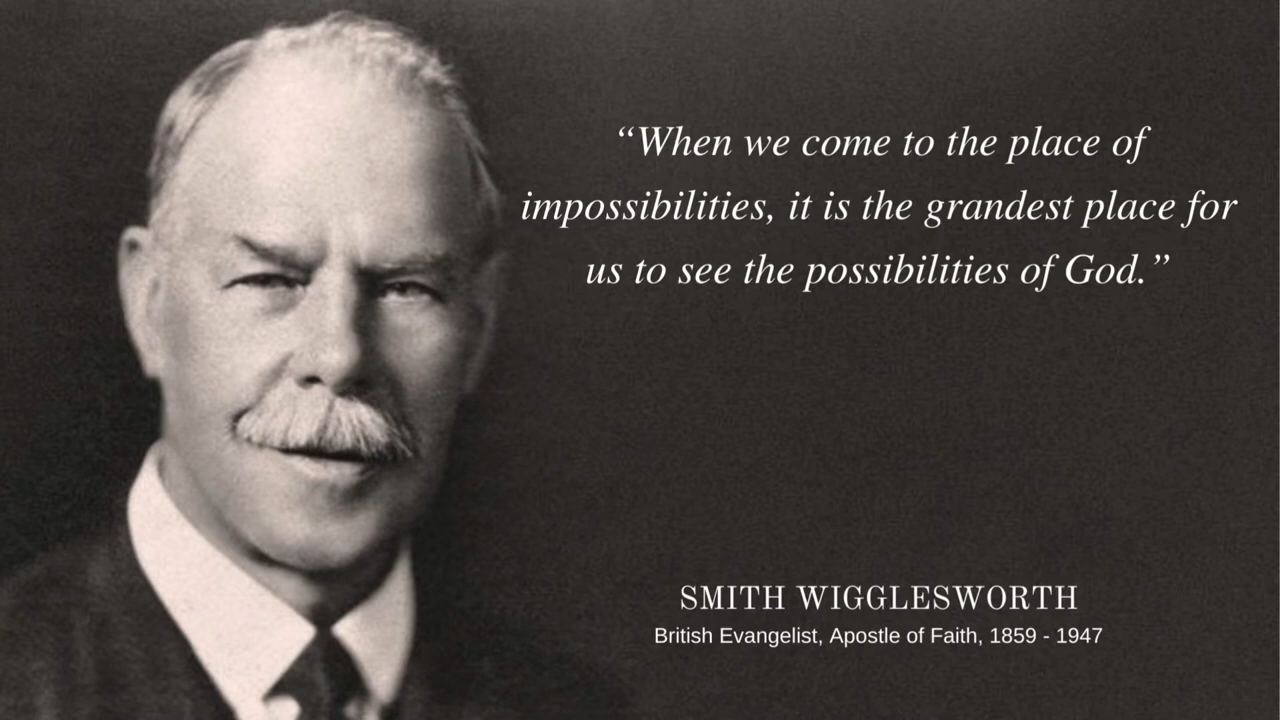 “When we come to the place of
impossibilities, it is the grandest place for
us to see the possibilities of God.”
SMITH WIGGLESWORTH
British Evangelist, Apostle of Faith, 1859 - 1947